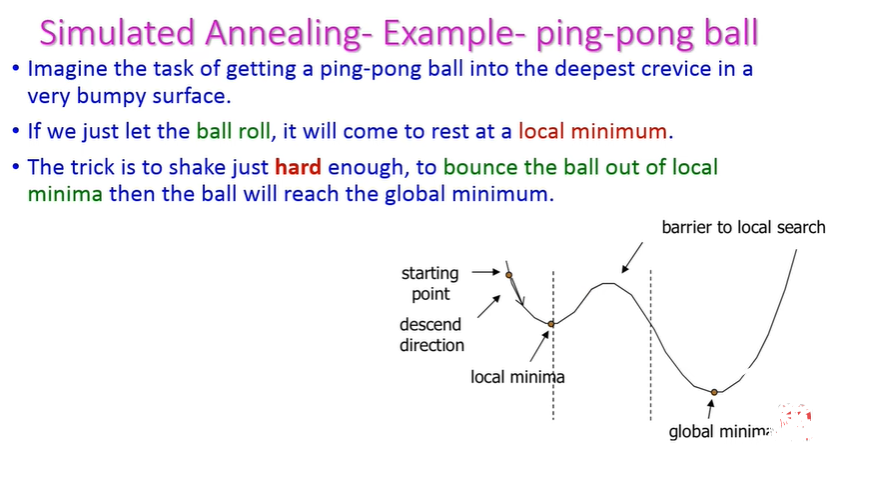 Simulated Annealing- Example- ping-pong ball
• Imagine the task of getting a ping-pong ball into the deepest crevice in a
very bumpy surface.
• If we just let the ball roll, it will come to rest at a local minimum.
• The trick is to shake just hard enough, to bounce the ball out of local
minima then the ball will reach the global minimum.
barrier to local search
starting
point
descend
direction
local minima
global minima